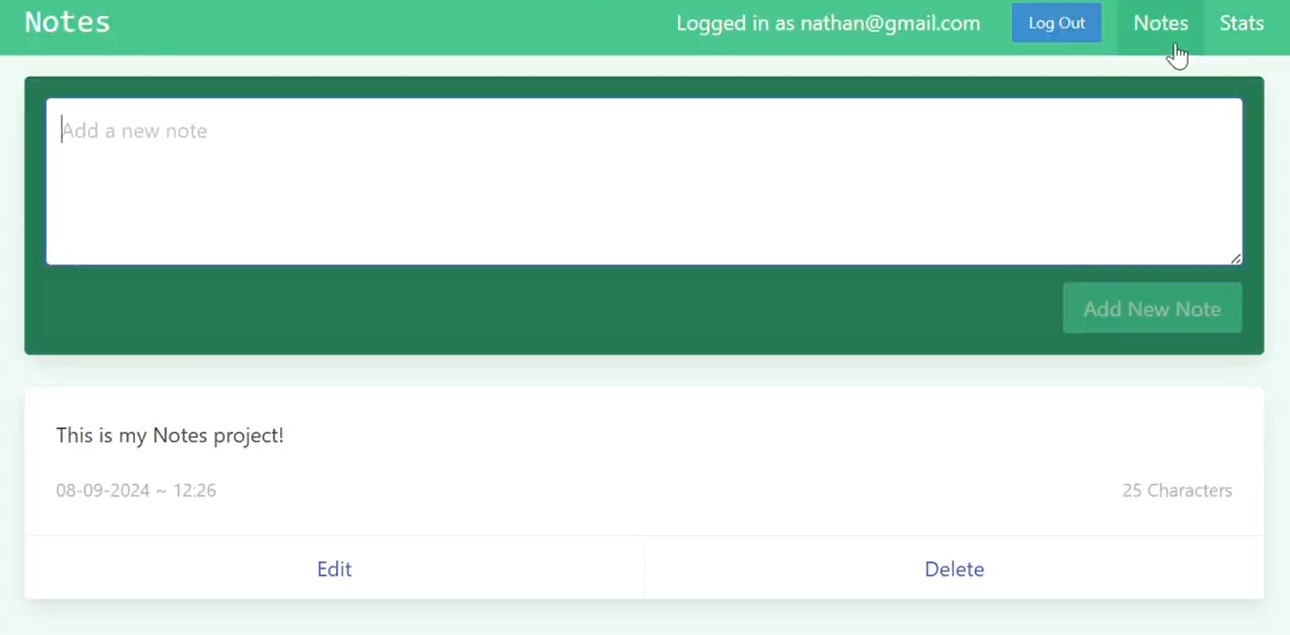 Notes
Logged in as nathan@gmail.com Log Out Notes Stats
Add a new note
Add New Note
This is my Notes project!
08-09-2024 ~ 12:26 25 Characters
Edit Delete